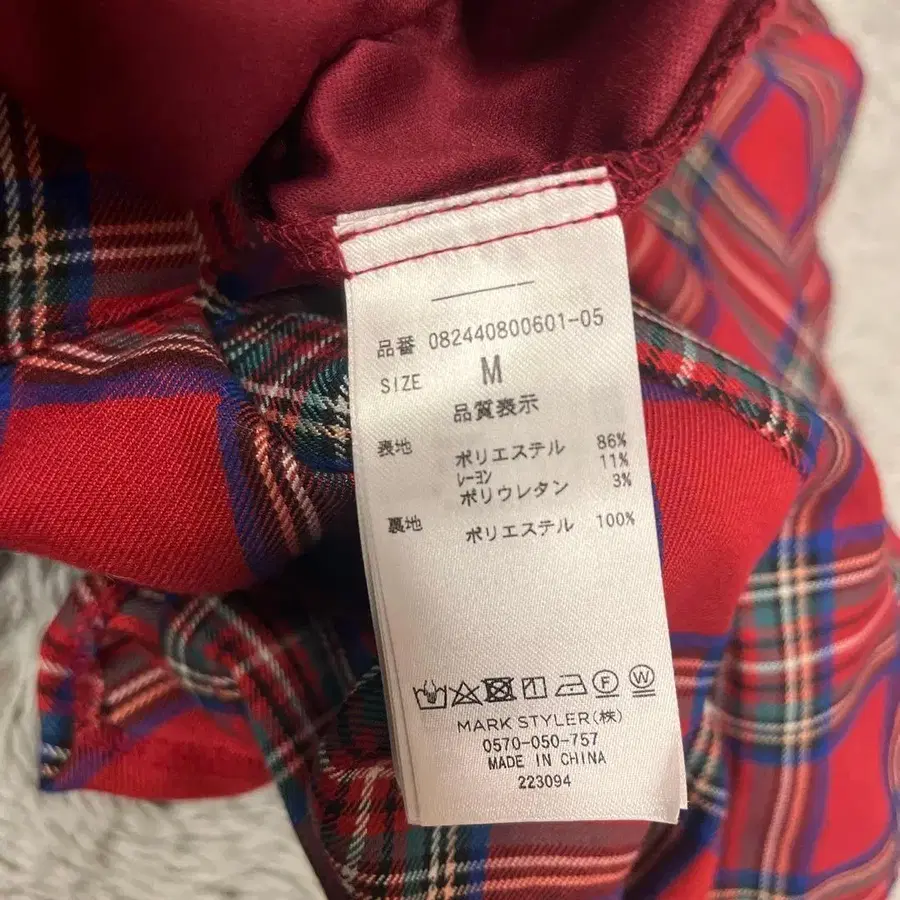 品番 082440800601-05
SIZE M
品質表示
表地 ポリエステル 86%
レーヨン 11%
ポリウレタン 3%
裏地 ポリエステル 100%
MARK STYLER(株)
0570-050-757
MADE IN CHINA
223094